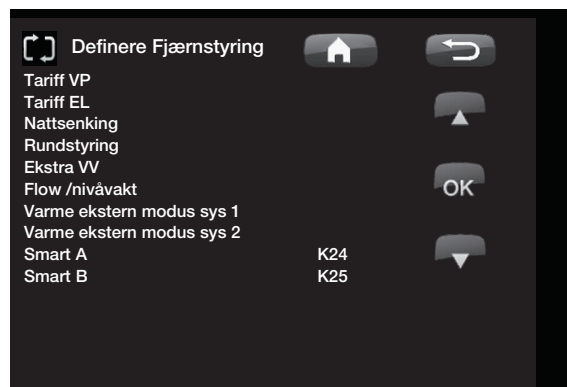 Definere Fjærnstyring
Tariff VP
Tariff EL
Nattsenking
Rundstyring
Ekstra VV
Flow /nivåvakt
OK
Varme ekstern modus sys 1
Varme ekstern modus sys 2
Smart A K24
Smart B K25